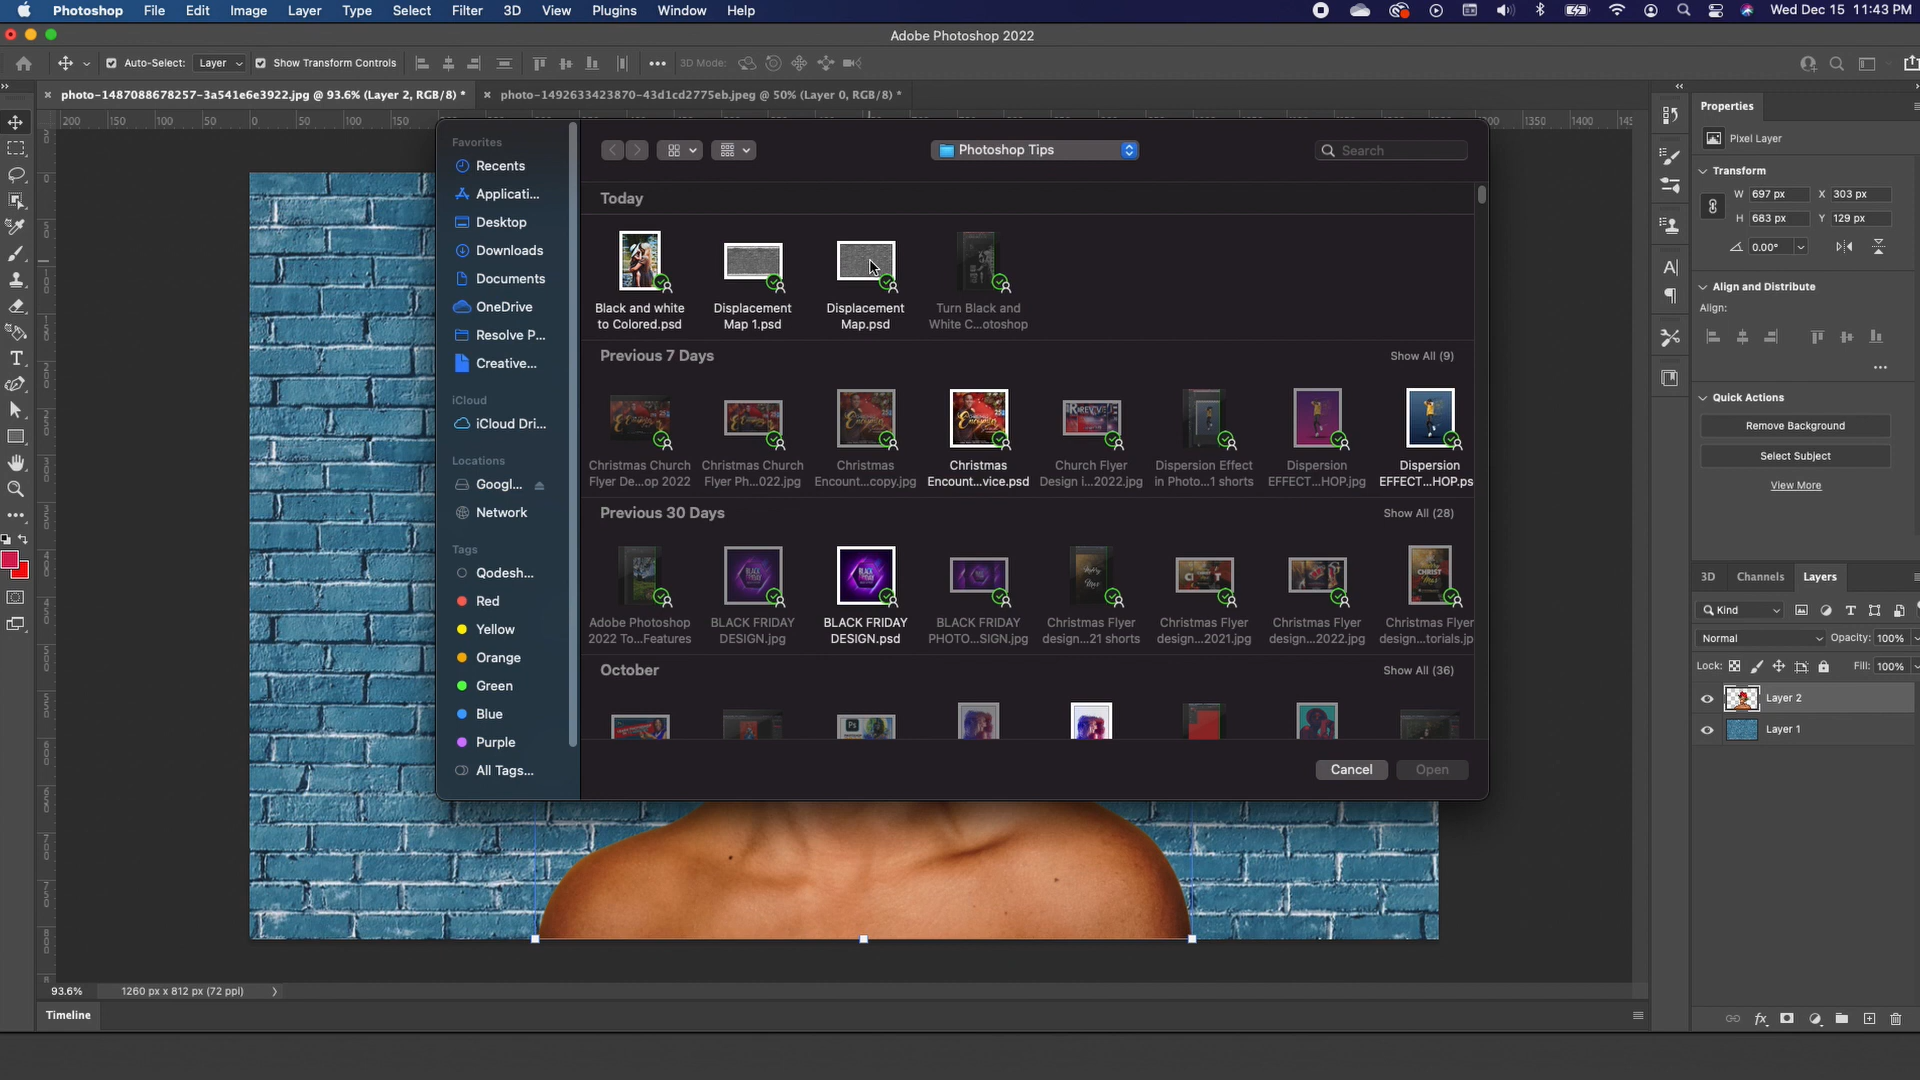 Photoshop File Edit Image Layer Type Select Filter 3D View Plugins Window Help
Wed Dec 15 11:43 PM
Adobe Photoshop 2022
Auto-Select: Layer Show Transform Controls 3D Mode:
photo-1487088678257-3a541e6e3922.jpg @ 93.6% (Layer 2, RGB/8) *
photo-1492633423870-43d1cd2775eb.jpeg @ 50% (Layer 0, RGB/8) *
Favorites
Recents
Applicati...
Desktop
Downloads
Documents
OneDrive
Resolve P...
Creative...
iCloud
iCloud Dri...
Locations
Googl...
Network
Tags
Qodesh...
Red
Yellow
Orange
Green
Blue
Purple
All Tags...
Photoshop Tips
Search
Today
Black and white
to Colored.psd
Displacement
Map 1.psd
Displacement
Map.psd
Turn Black and
White C...otoshop
Previous 7 Days
Show All (9)
Christmas Church
Flyer De...op 2022
Christmas Church
Flyer Ph...022.jpg
Christmas
Encount...copy.jpg
Christmas
Encount...vice.psd
Church Flyer
Design i...2022.jpg
Dispersion Effect
in Photo...1 shorts
Dispersion
EFFECT...HOP.jpg
Dispersion
EFFECT...HOP.ps
Previous 30 Days
Show All (28)
Adobe Photoshop
2022 To...Features
BLACK FRIDAY
DESIGN.jpg
BLACK FRIDAY
DESIGN.psd
BLACK FRIDAY
PHOTO...SIGN.jpg
Christmas Flyer
design...21 shorts
Christmas Flyer
design...2021.jpg
Christmas Flyer
design...2022.jpg
Christmas Flyer
design...torials.jp
October
Show All (36)
Cancel
Open
Properties
Pixel Layer
Transform
W 697 px X 303 px
H 683 px Y 129 px
0.00°
Align and Distribute
Align:
Quick Actions
Remove Background
Select Subject
View More
3D Channels Layers
Kind
Normal Opacity: 100%
Lock: Fill: 100%
Layer 2
Layer 1
93.6% 1260 px x 812 px (72 ppi)
Timeline